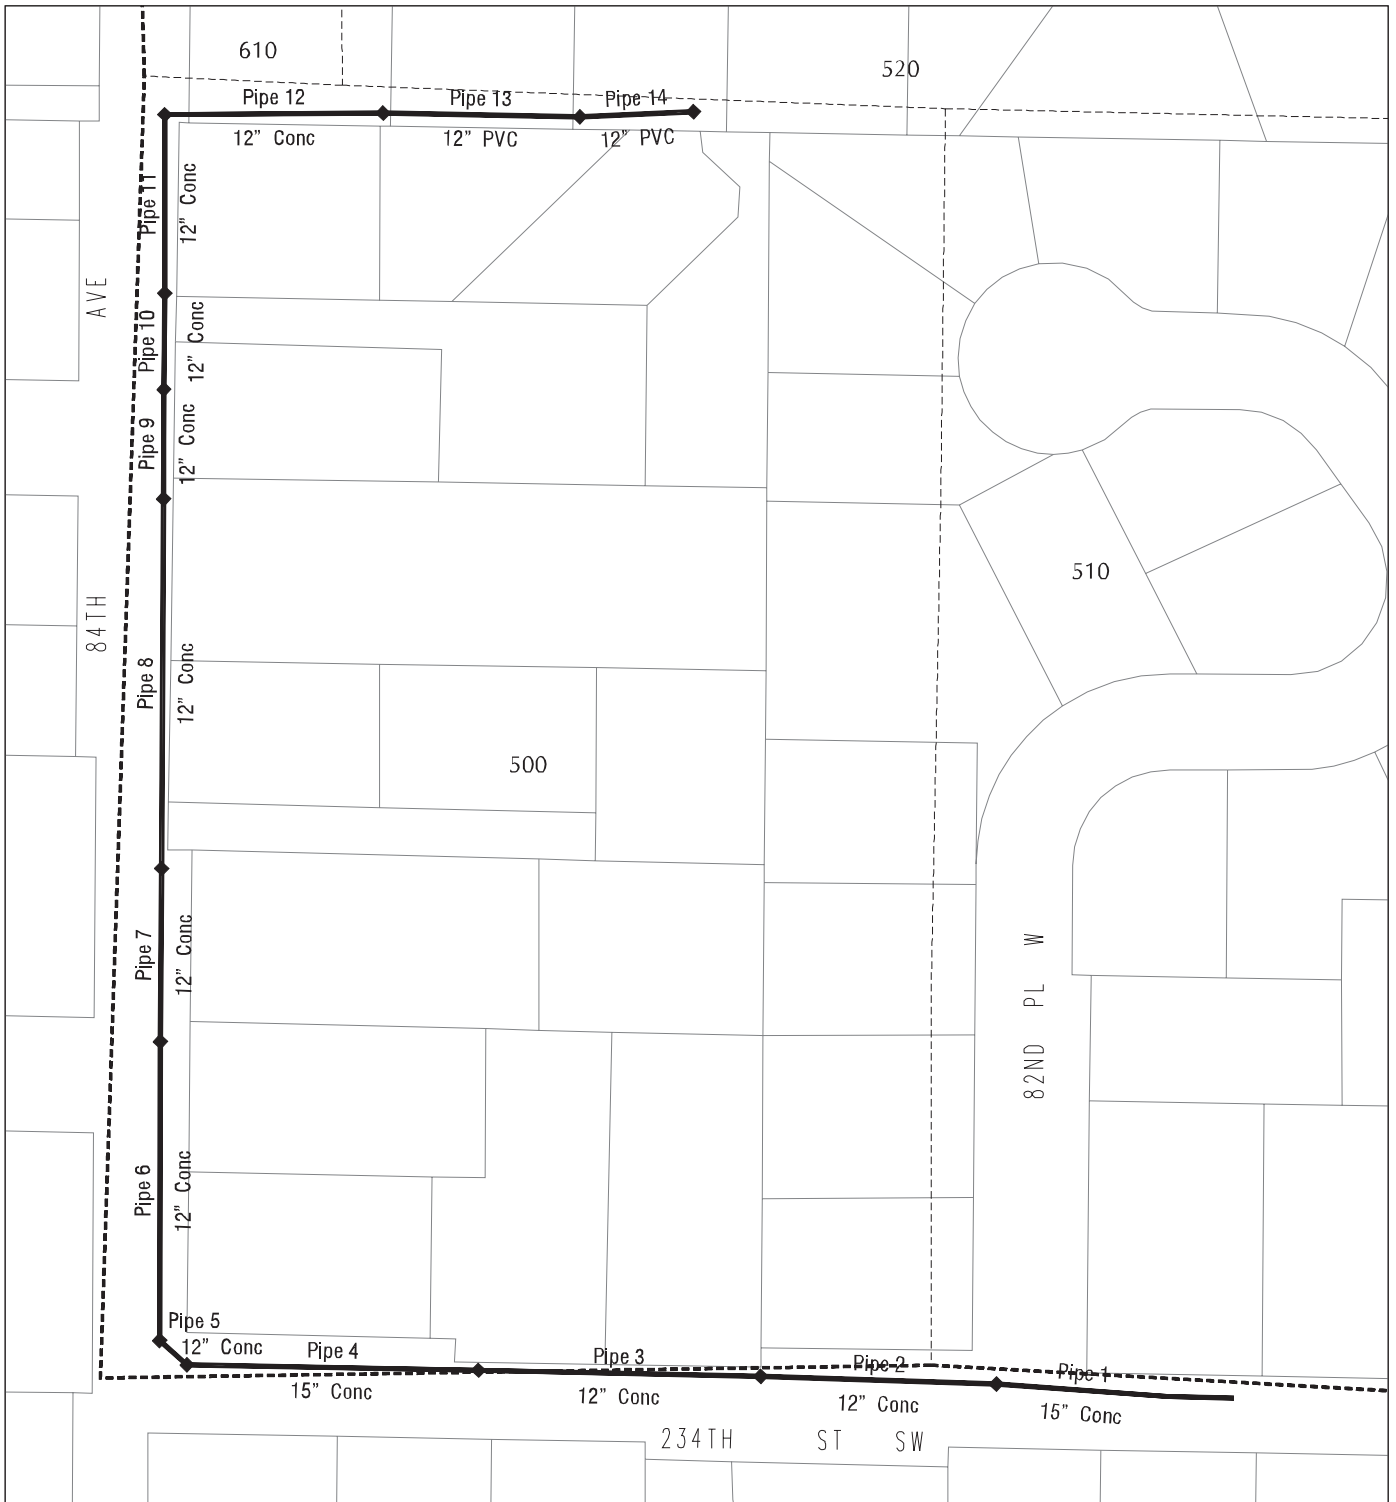 610
520
Pipe 12
Pipe 13
Pipe 14
12” Conc
12” PVC
12” PVC
Pipe 11
12” Conc
AVE
Pipe 10
12” Conc
Pipe 9
12” Conc
510
84TH
Pipe 8
12” Conc
500
Pipe 7
12” Conc
82ND PL W
Pipe 6
12” Conc
Pipe 5
12” Conc
Pipe 4
Pipe 3
Pipe 2
Pipe 1
15” Conc
12” Conc
12” Conc
15” Conc
234TH ST SW